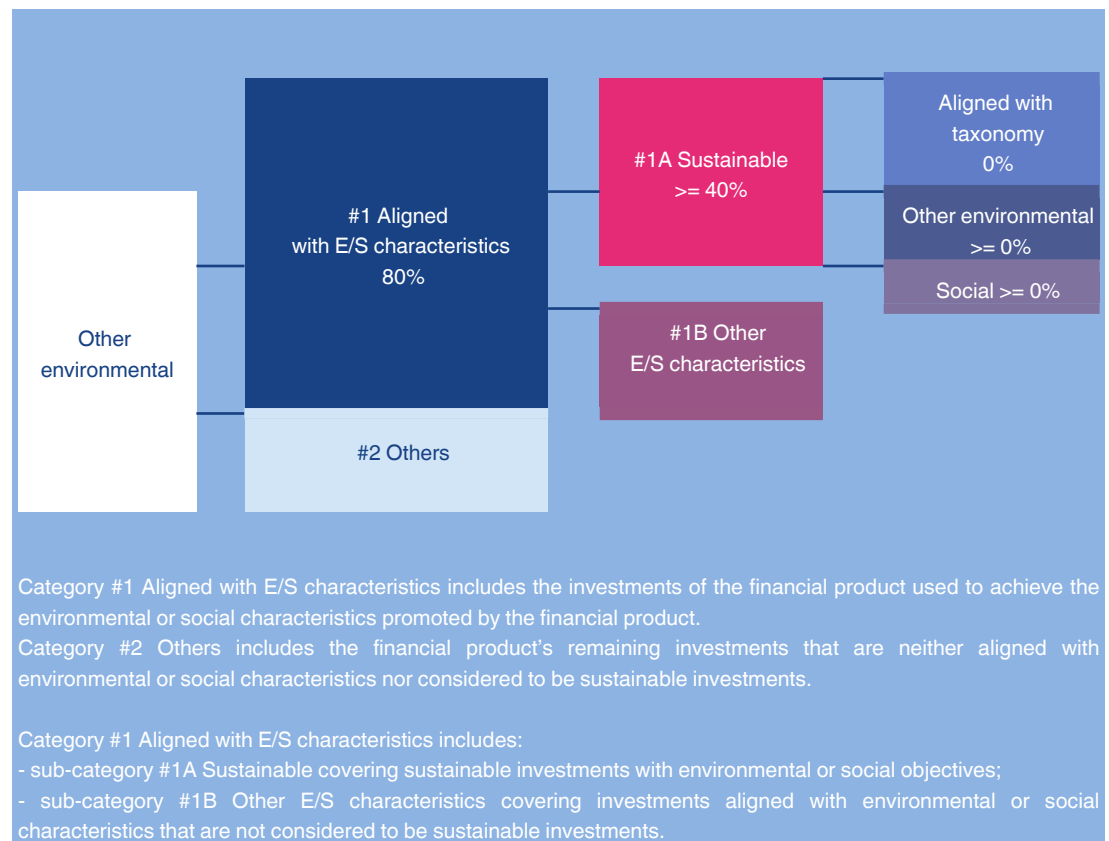 Other
environmental
#1 Aligned
with E/S characteristics
80%
#2 Others
#1A Sustainable
>= 40%
#1B Other
E/S characteristics
Aligned with
taxonomy
0%
Other environmental
>= 0%
Social >= 0%
Category #1 Aligned with E/S characteristics includes the investments of the financial product used to achieve the
environmental or social characteristics promoted by the financial product.
Category #2 Others includes the financial product's remaining investments that are neither aligned with
environmental or social characteristics nor considered to be sustainable investments.
Category #1 Aligned with E/S characteristics includes:
- sub-category #1A Sustainable covering sustainable investments with environmental or social objectives;
- sub-category #1B Other E/S characteristics covering investments aligned with environmental or social
characteristics that are not considered to be sustainable investments.